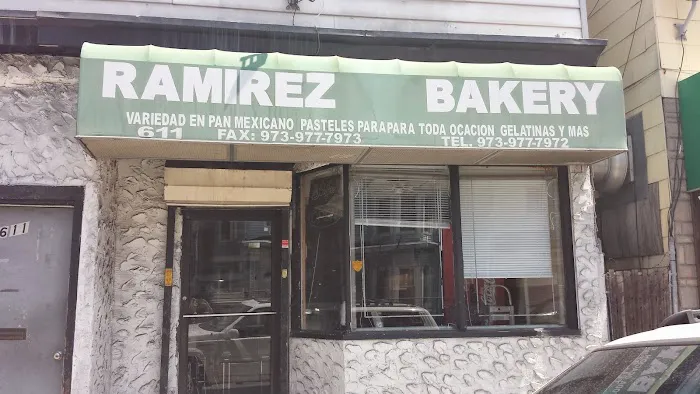 RAMIREZ BAKERY
VARIEDAD EN PAN MEXICANO PASTELES PARAPARA TODA OCACION GELATINAS Y MAS
611 FAX: 973-977-7973 TEL. 973-977-7972
611